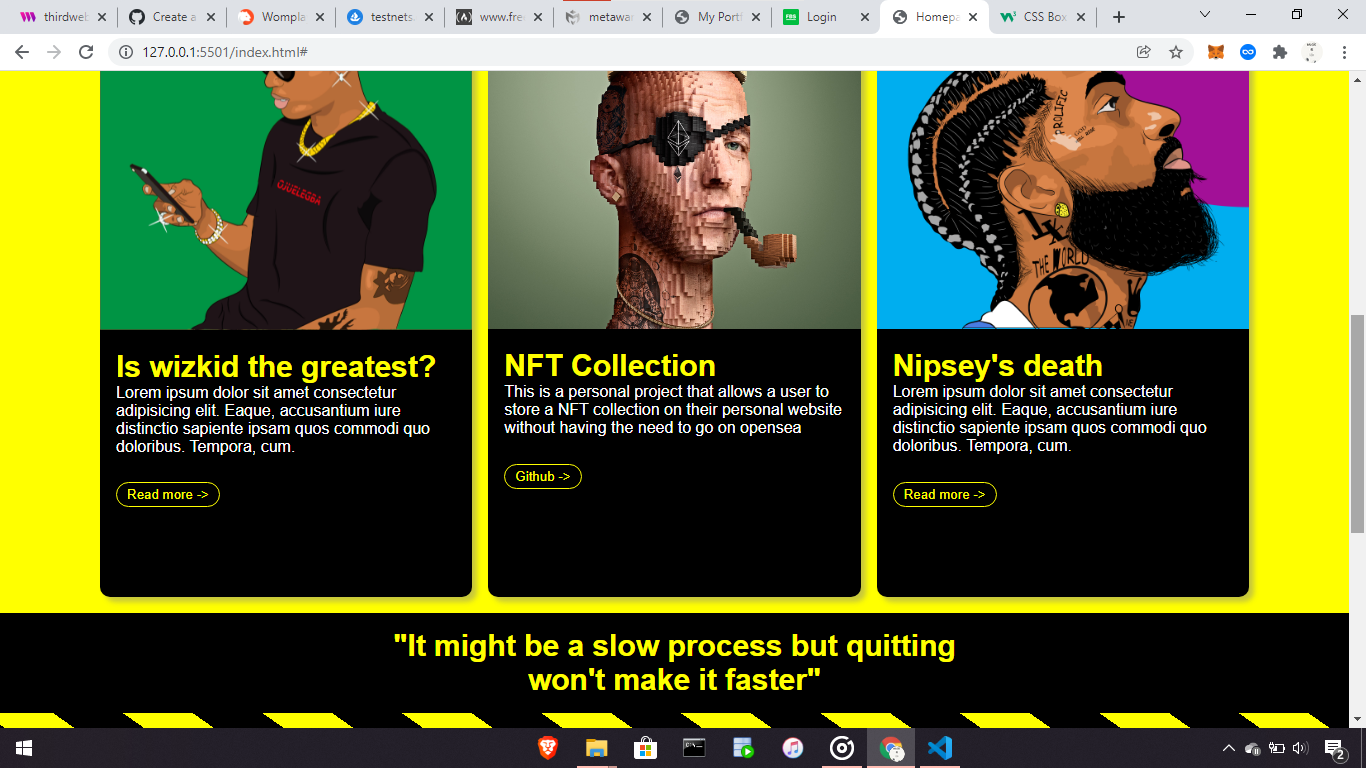 thirdweb
Create a
Womplay
testnets.
www.free
metawar
My Portf
Login
Homepa
CSS Box
127.0.0.1:5501/index.html#
OJUELEGBA
PROLIFIC
THE WORLD
Is wizkid the greatest?
Lorem ipsum dolor sit amet consectetur
adipisicing elit. Eaque, accusantium iure
distinctio sapiente ipsam quos commodi quo
doloribus. Tempora, cum.
Read more ->
NFT Collection
This is a personal project that allows a user to
store a NFT collection on their personal website
without having the need to go on opensea
Github ->
Nipsey's death
Lorem ipsum dolor sit amet consectetur
adipisicing elit. Eaque, accusantium iure
distinctio sapiente ipsam quos commodi quo
doloribus. Tempora, cum.
Read more ->
"It might be a slow process but quitting
won't make it faster"
2